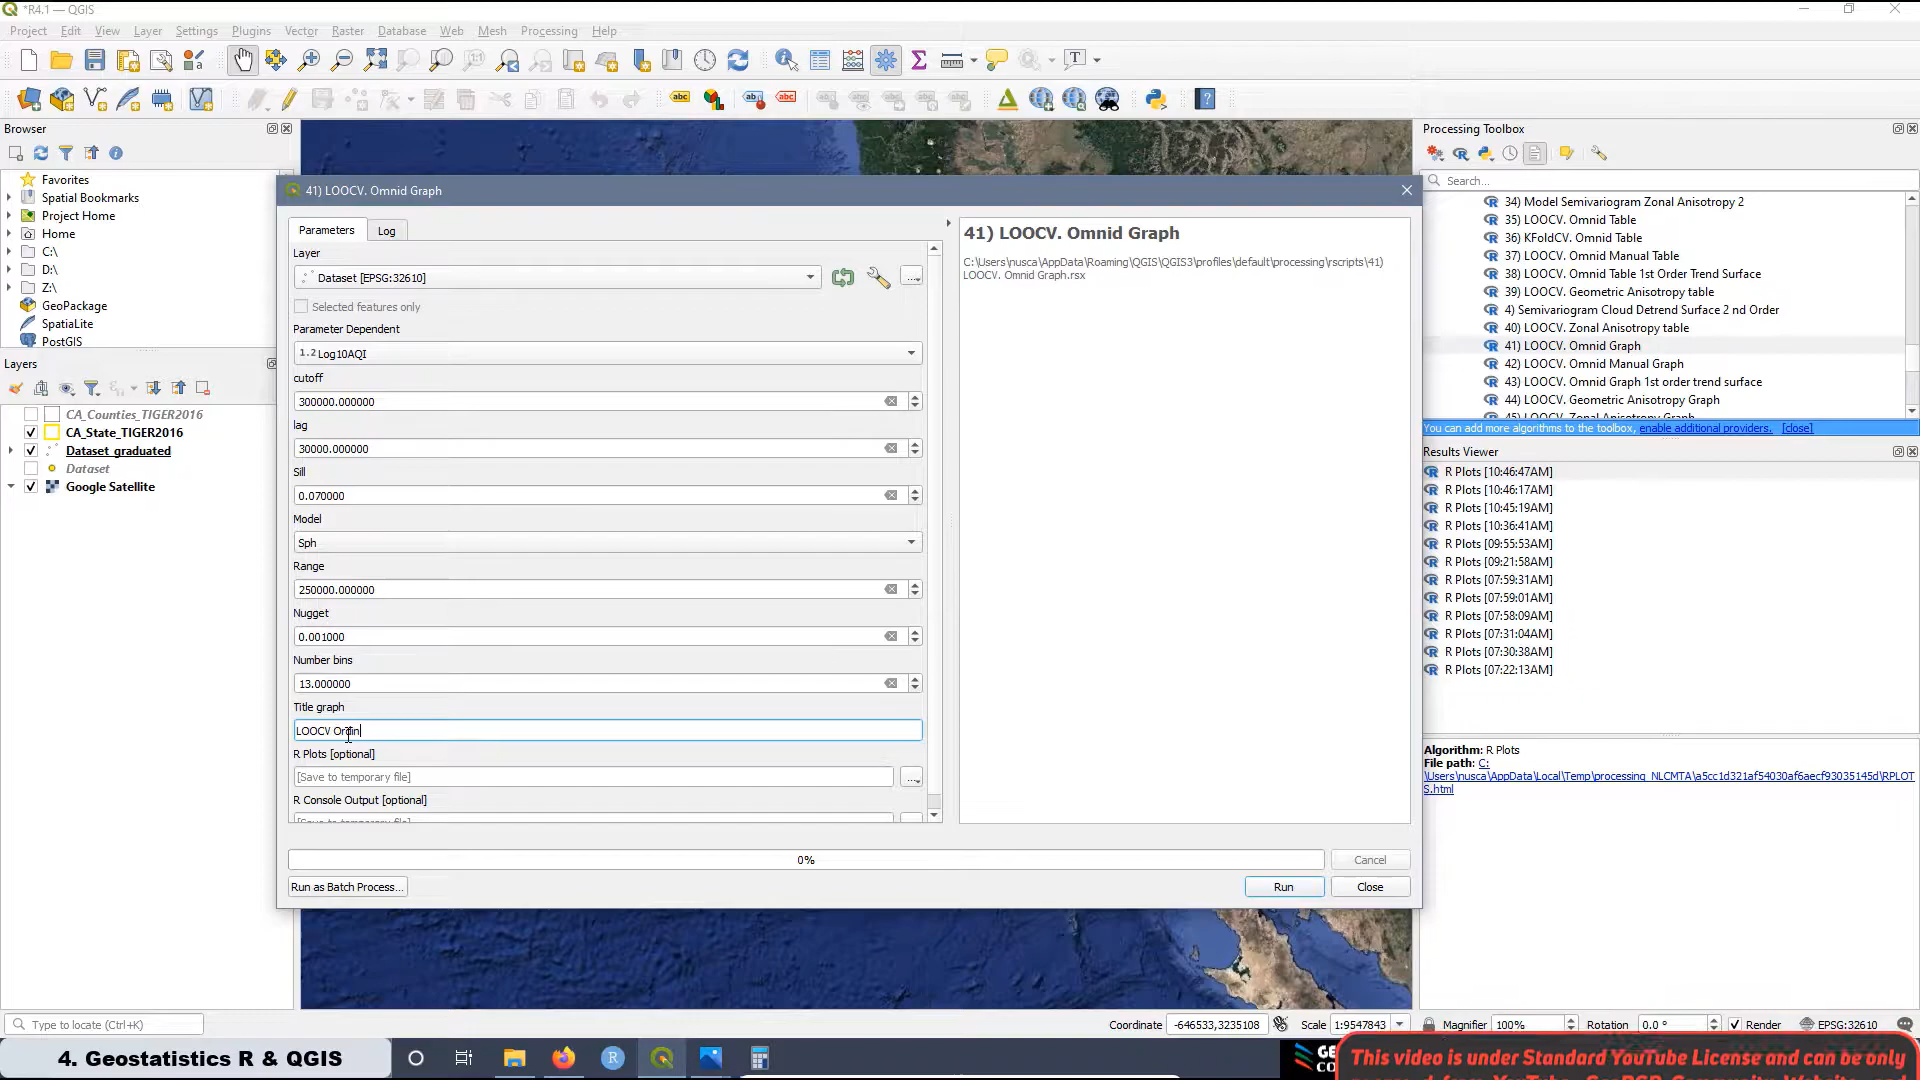 *R4.1 — QGIS
Project Edit View Layer Settings Plugins Vector Raster Database Web Mesh Processing Help
Browser
Favorites
Spatial Bookmarks
Project Home
Home
C:\
D:\
Z:\
GeoPackage
SpatiaLite
PostGIS
Layers
CA_Counties_TIGER2016
CA_State_TIGER2016
Dataset_graduated
Dataset
Google Satellite
41) LOOCV. Omnid Graph
Parameters Log
Layer
Dataset [EPSG:32610]
Selected features only
Parameter Dependent
1.2 Log10AQI
cutoff
300000.000000
lag
30000.000000
Sill
0.070000
Model
Sph
Range
250000.000000
Nugget
0.001000
Number bins
13.000000
Title graph
LOOCV Ordin
R Plots [optional]
[Save to temporary file]
R Console Output [optional]
[Save to temporary file]
0%
Cancel
Run as Batch Process...
Run
Close
41) LOOCV. Omnid Graph
C:\Users\nusca\AppData\Roaming\QGIS\QGIS3\profiles\default\processing\rscripts\41)
LOOCV. Omnid Graph.rsx
Processing Toolbox
Search...
34) Model Semivariogram Zonal Anisotropy 2
35) LOOCV. Omnid Table
36) KFoldCV. Omnid Table
37) LOOCV. Omnid Manual Table
38) LOOCV. Omnid Table 1st Order Trend Surface
39) LOOCV. Geometric Anisotropy table
4) Semivariogram Cloud Detrend Surface 2 nd Order
40) LOOCV. Zonal Anisotropy table
41) LOOCV. Omnid Graph
42) LOOCV. Omnid Manual Graph
43) LOOCV. Omnid Graph 1st order trend surface
44) LOOCV. Geometric Anisotropy Graph
45) LOOCV. Zonal Anisotropy Graph
You can add more algorithms to the toolbox, enable additional providers. [close]
Results Viewer
R Plots [10:46:47AM]
R Plots [10:46:17AM]
R Plots [10:45:19AM]
R Plots [10:36:41AM]
R Plots [09:55:53AM]
R Plots [09:21:58AM]
R Plots [07:59:31AM]
R Plots [07:59:01AM]
R Plots [07:58:09AM]
R Plots [07:31:04AM]
R Plots [07:30:38AM]
R Plots [07:22:13AM]
Algorithm: R Plots
File path: C:
\Users\nusca\AppData\Local\Temp\processing_NLCMTA\a5cc1d321af54030af6aecf93035145d\RPLOT
S.html
Type to locate (Ctrl+K)
Coordinate -646533,3235108 Scale 1:9547843 Magnifier 100% Rotation 0.0 ° Render EPSG:32610
4. Geostatistics R & QGIS
This video is under Standard YouTube License and can be only